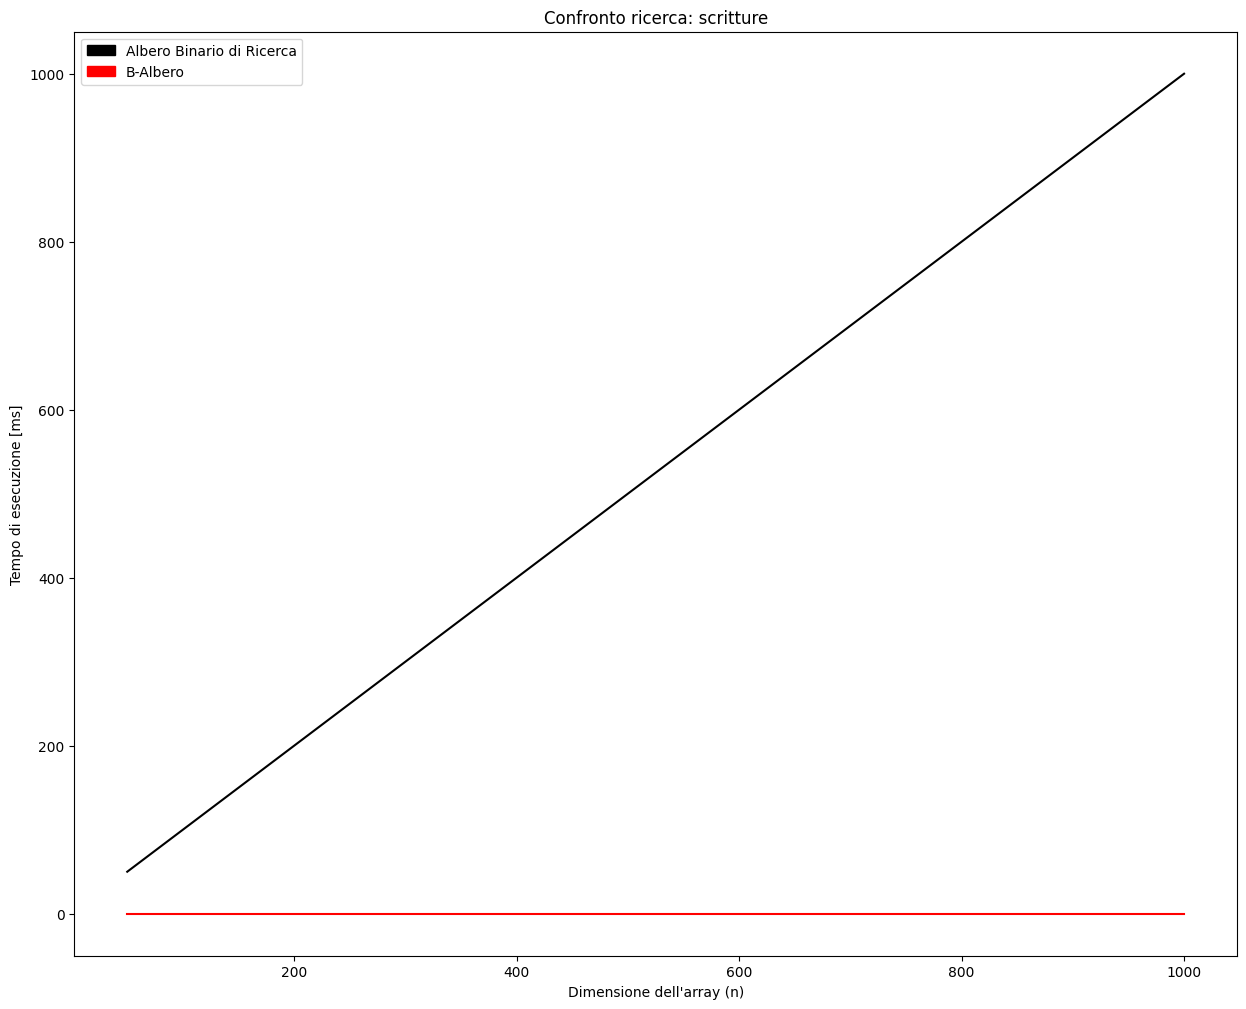 Confronto ricerca: scritture
Albero Binario di Ricerca
B-Albero
1000
800
600
400
200
0
Tempo di esecuzione [ms]
200 400 600 800 1000
Dimensione dell'array (n)